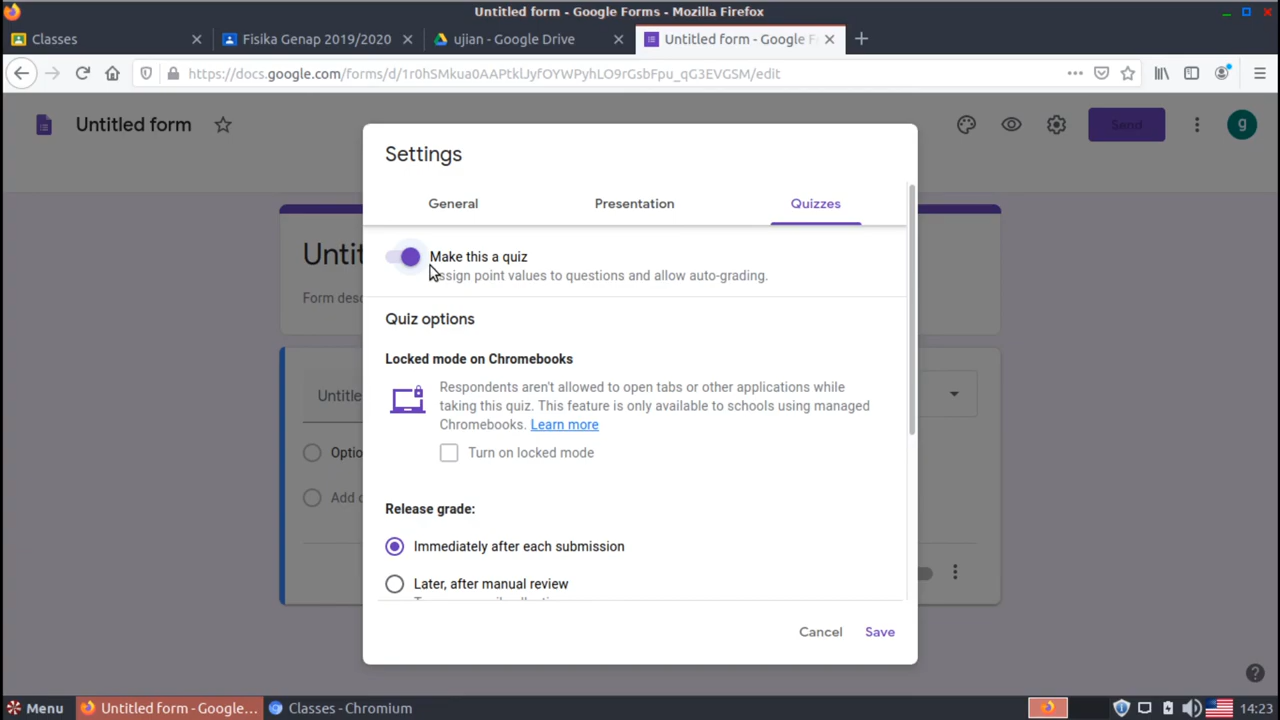 Untitled form - Google Forms - Mozilla Firefox
Classes
Fisika Genap 2019/2020
ujian - Google Drive
Untitled form - Google F
https://docs.google.com/forms/d/1r0hSMkua0AAPtklJyfOYWPyhLO9rGsbFpu_qG3EVGSM/edit
Untitled form
Send
g
Settings
General
Presentation
Quizzes
Make this a quiz
Assign point values to questions and allow auto-grading.
Quiz options
Locked mode on Chromebooks
Respondents aren't allowed to open tabs or other applications while
taking this quiz. This feature is only available to schools using managed
Chromebooks. Learn more
Turn on locked mode
Release grade:
Immediately after each submission
Later, after manual review
Cancel
Save
Untit
Form desc
Untitle
Optio
Add o
Menu
Untitled form - Google...
Classes - Chromium
14:23